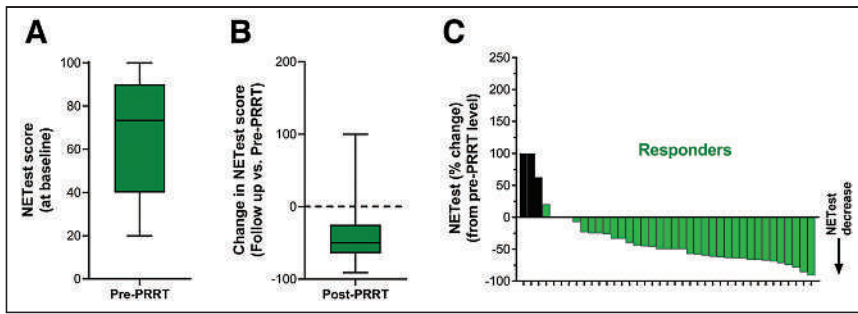 A
NETest score
(at baseline)
100
80
60
40
20
0
Pre-PRRT
B
Change in NETest score
(Follow up vs. Pre-PRRT)
200
100
0
-100
Post-PRRT
C
NETest (% change)
(from pre-PRRT level)
250
200
150
100
50
0
-50
-100
Responders
NETest
decrease